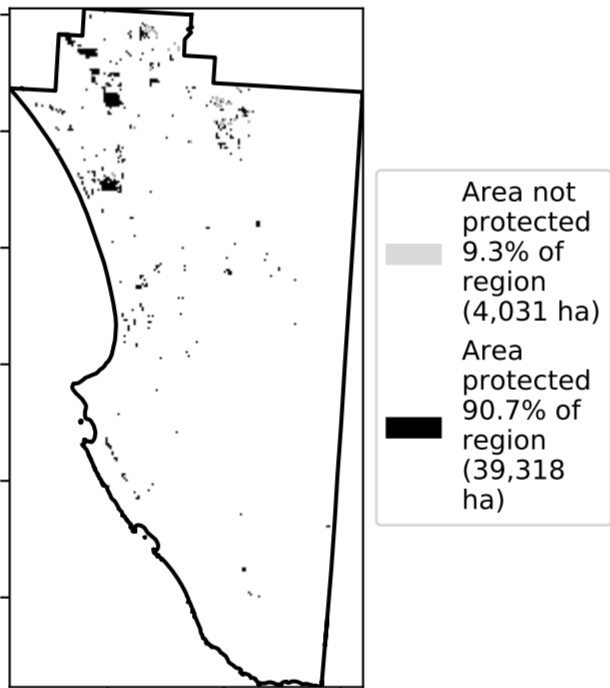 Area not
protected
9.3% of
region
(4,031 ha)
Area
protected
90.7% of
region
(39,318
ha)